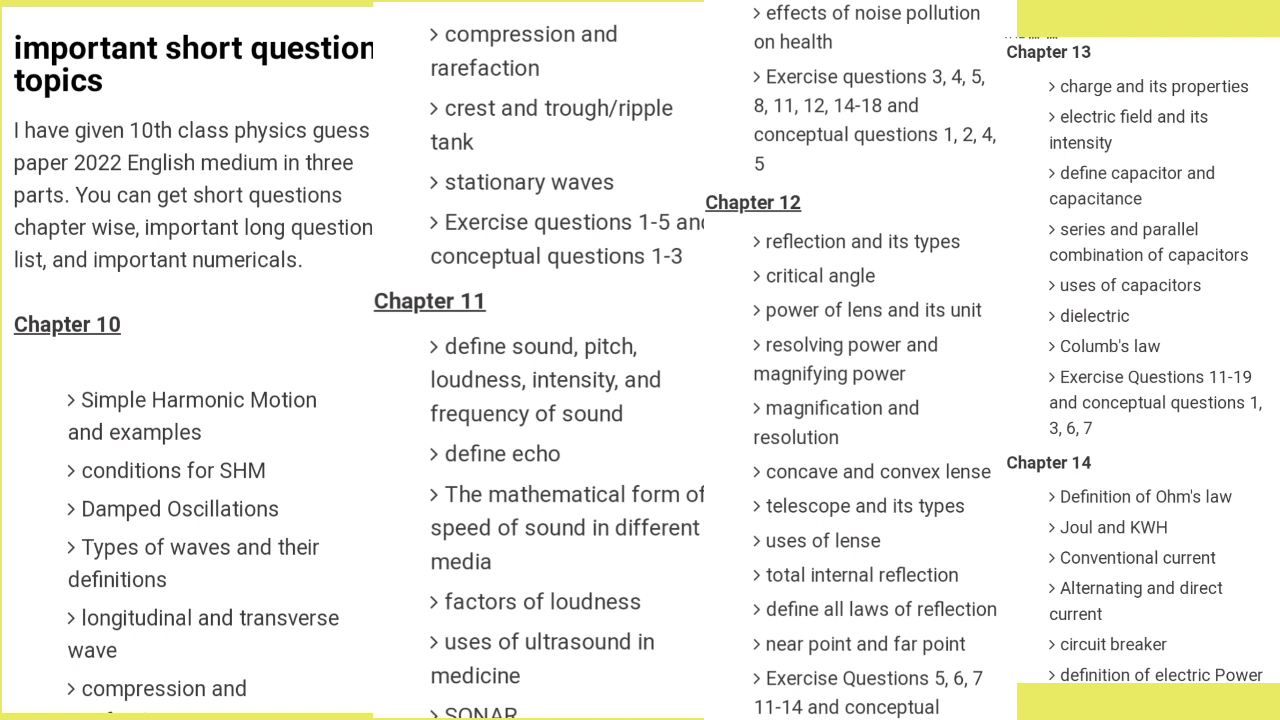 important short question
topics
I have given 10th class physics guess
paper 2022 English medium in three
parts. You can get short questions
chapter wise, important long question
list, and important numericals.
Chapter 10
> Simple Harmonic Motion
and examples
> conditions for SHM
> Damped Oscillations
> Types of waves and their
definitions
> longitudinal and transverse
wave
> compression and
> compression and
rarefaction
> crest and trough/ripple
tank
> stationary waves
> Exercise questions 1-5 and
conceptual questions 1-3
Chapter 11
> define sound, pitch,
loudness, intensity, and
frequency of sound
> define echo
> The mathematical form of
speed of sound in different
media
> factors of loudness
> uses of ultrasound in
medicine
> SONAR
> effects of noise pollution
on health
> Exercise questions 3, 4, 5,
8, 11, 12, 14-18 and
conceptual questions 1, 2, 4,
5
Chapter 12
> reflection and its types
> critical angle
> power of lens and its unit
> resolving power and
magnifying power
> magnification and
resolution
> concave and convex lense
> telescope and its types
> uses of lense
> total internal reflection
> define all laws of reflection
> near point and far point
> Exercise Questions 5, 6, 7
11-14 and conceptual
Chapter 13
> charge and its properties
> electric field and its
intensity
> define capacitor and
capacitance
> series and parallel
combination of capacitors
> uses of capacitors
> dielectric
> Columb's law
> Exercise Questions 11-19
and conceptual questions 1,
3, 6, 7
Chapter 14
> Definition of Ohm's law
> Joul and KWH
> Conventional current
> Alternating and direct
current
> circuit breaker
> definition of electric Power